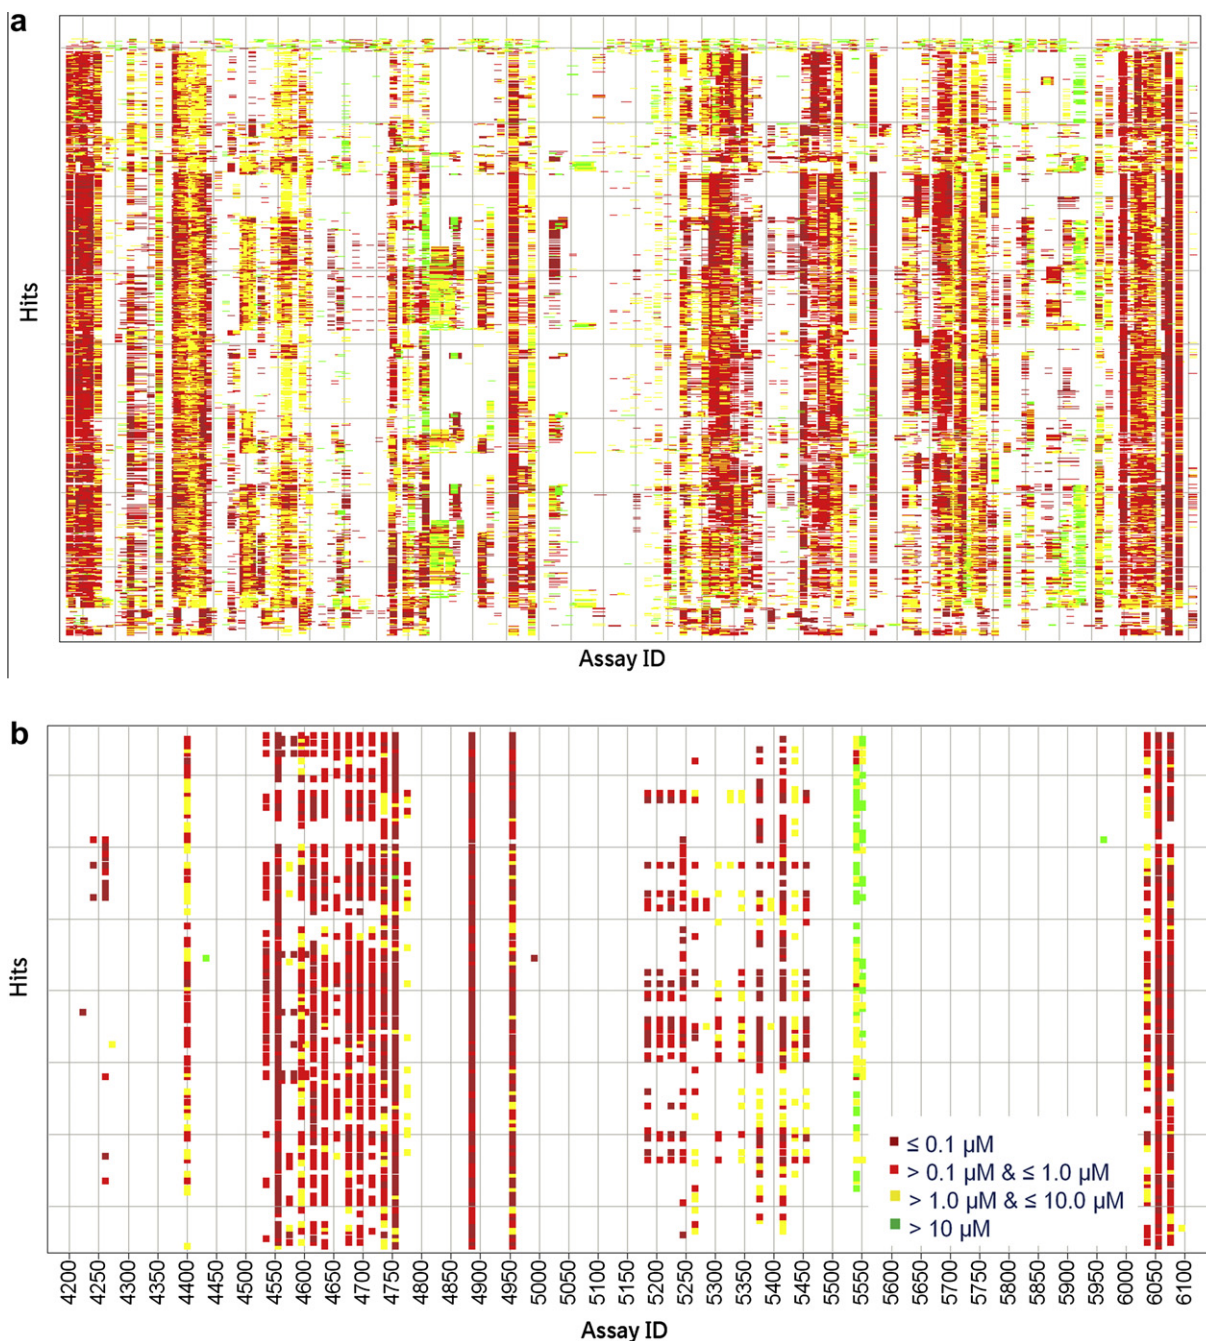 a
Hits
Assay ID
b
Hits
≤ 0.1 µM
> 0.1 µM & ≤ 1.0 µM
> 1.0 µM & ≤ 10.0 µM
> 10 µM
4200 4250 4300 4350 4400 4450 4500 4550 4600 4650 4700 4750 4800 4850 4900 4950 5000 5050 5100 5150 5200 5250 5300 5350 5400 5450 5500 5550 5600 5650 5700 5750 5800 5850 5900 5950 6000 6050 6100
Assay ID